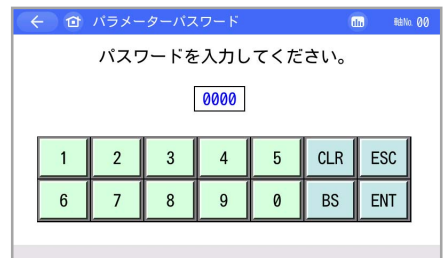 パラメーターパスワード
軸No. 00
パスワードを入力してください。
0000
1 2 3 4 5 CLR ESC
6 7 8 9 0 BS ENT